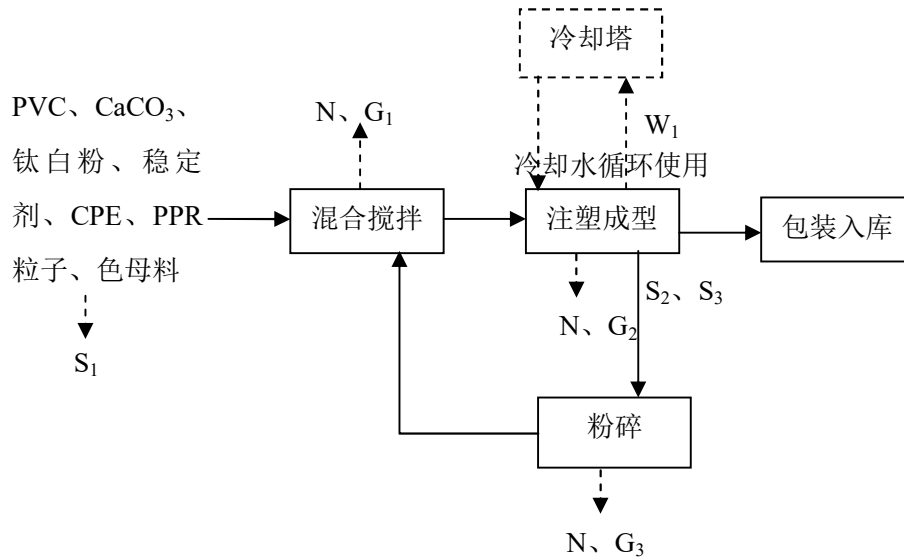 冷却塔
PVC、CaCO₃、
钛白粉、稳定
剂、CPE、PPR
粒子、色母料
N、G₁
W₁
冷却水循环使用
混合搅拌
注塑成型
包装入库
S₂、S₃
N、G₂
S₁
粉碎
N、G₃